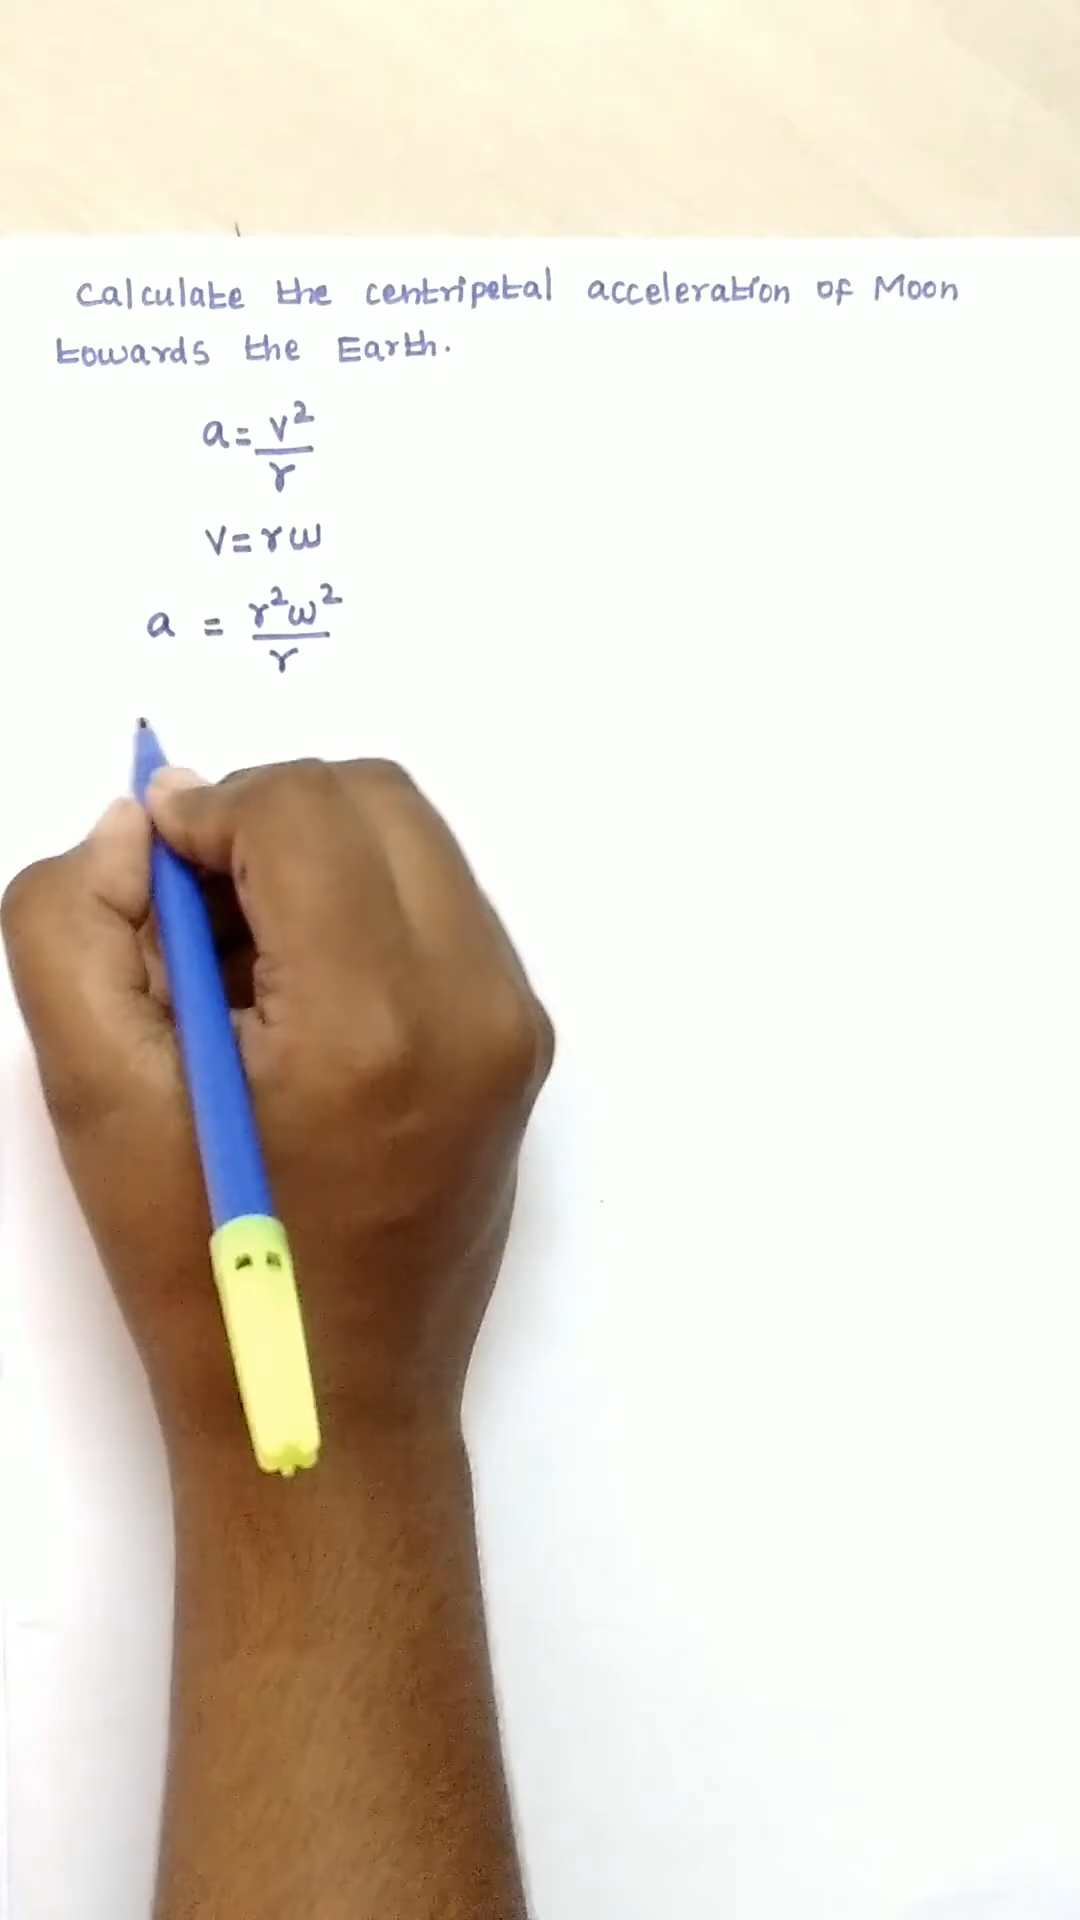 Calculate the centripetal acceleration of Moon
towards the Earth.
a = v²/r
v = rω
a = r²ω²/r